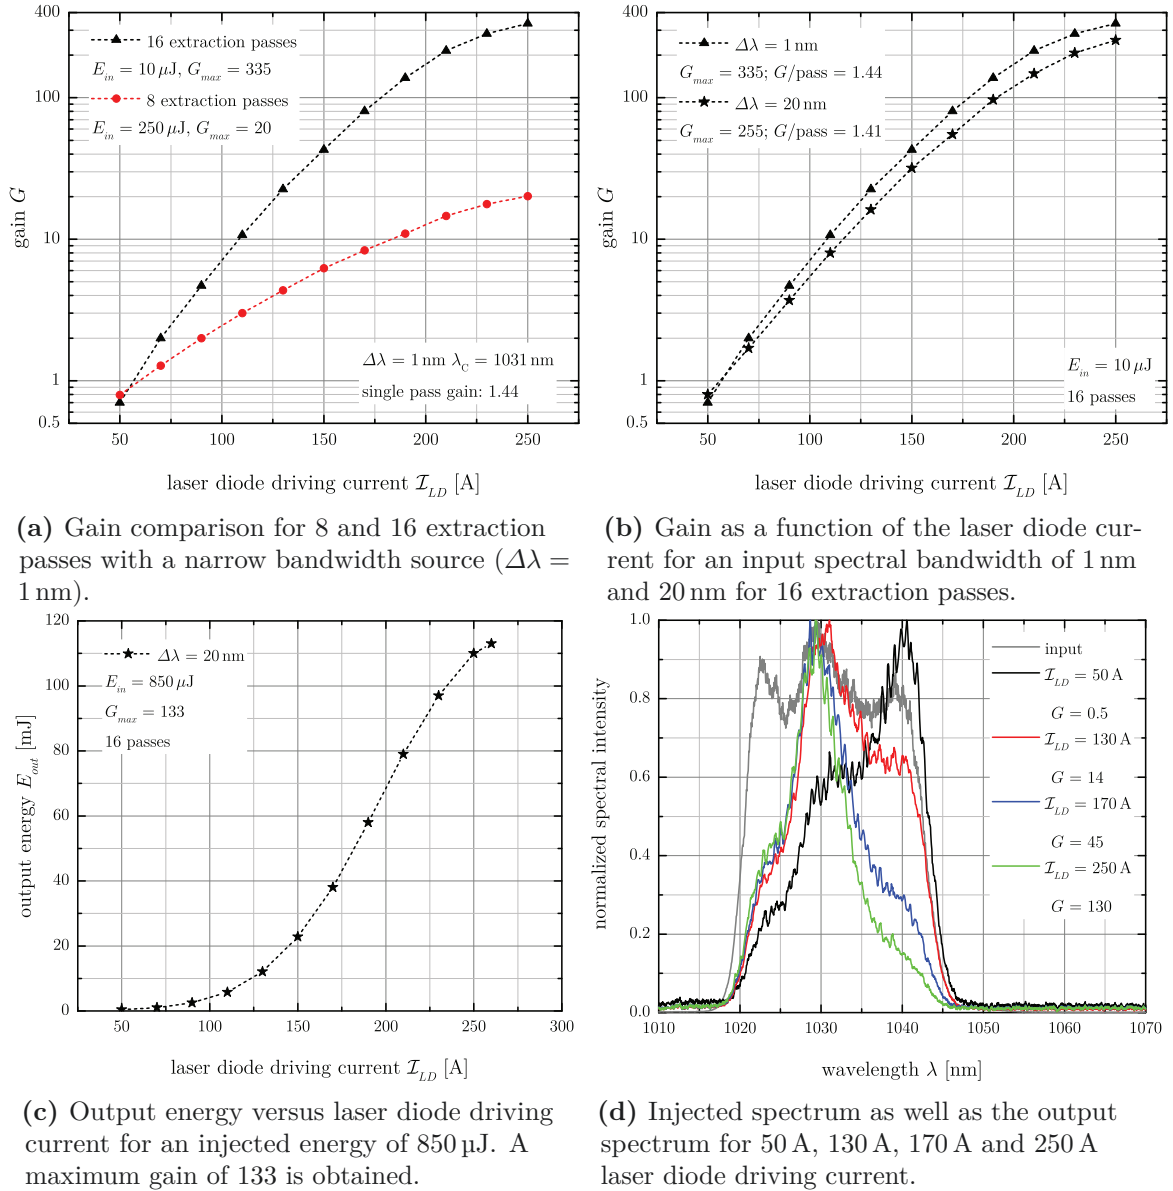 400
100
10
1
0.5
gain G
16 extraction passes
E_in = 10 μJ, G_max = 335
8 extraction passes
E_in = 250 μJ, G_max = 20
Δλ = 1 nm λ_C = 1031 nm
single pass gain: 1.44
50 100 150 200 250
laser diode driving current I_LD [A]
(a) Gain comparison for 8 and 16 extraction
passes with a narrow bandwidth source (Δλ =
1 nm).
400
100
10
1
0.5
gain G
Δλ = 1 nm
G_max = 335; G/pass = 1.44
Δλ = 20 nm
G_max = 255; G/pass = 1.41
E_in = 10 μJ
16 passes
50 100 150 200 250
laser diode driving current I_LD [A]
(b) Gain as a function of the laser diode cur-
rent for an input spectral bandwidth of 1 nm
and 20 nm for 16 extraction passes.
120
100
80
60
40
20
0
output energy E_out [mJ]
Δλ = 20 nm
E_in = 850 μJ
G_max = 133
16 passes
50 100 150 200 250 300
laser diode driving current I_LD [A]
(c) Output energy versus laser diode driving
current for an injected energy of 850 µJ. A
maximum gain of 133 is obtained.
1.0
0.8
0.6
0.4
0.2
0.0
normalized spectral intensity
input
I_LD = 50 A
G = 0.5
I_LD = 130 A
G = 14
I_LD = 170 A
G = 45
I_LD = 250 A
G = 130
1010 1020 1030 1040 1050 1060 1070
wavelength λ [nm]
(d) Injected spectrum as well as the output
spectrum for 50 A, 130 A, 170 A and 250 A
laser diode driving current.